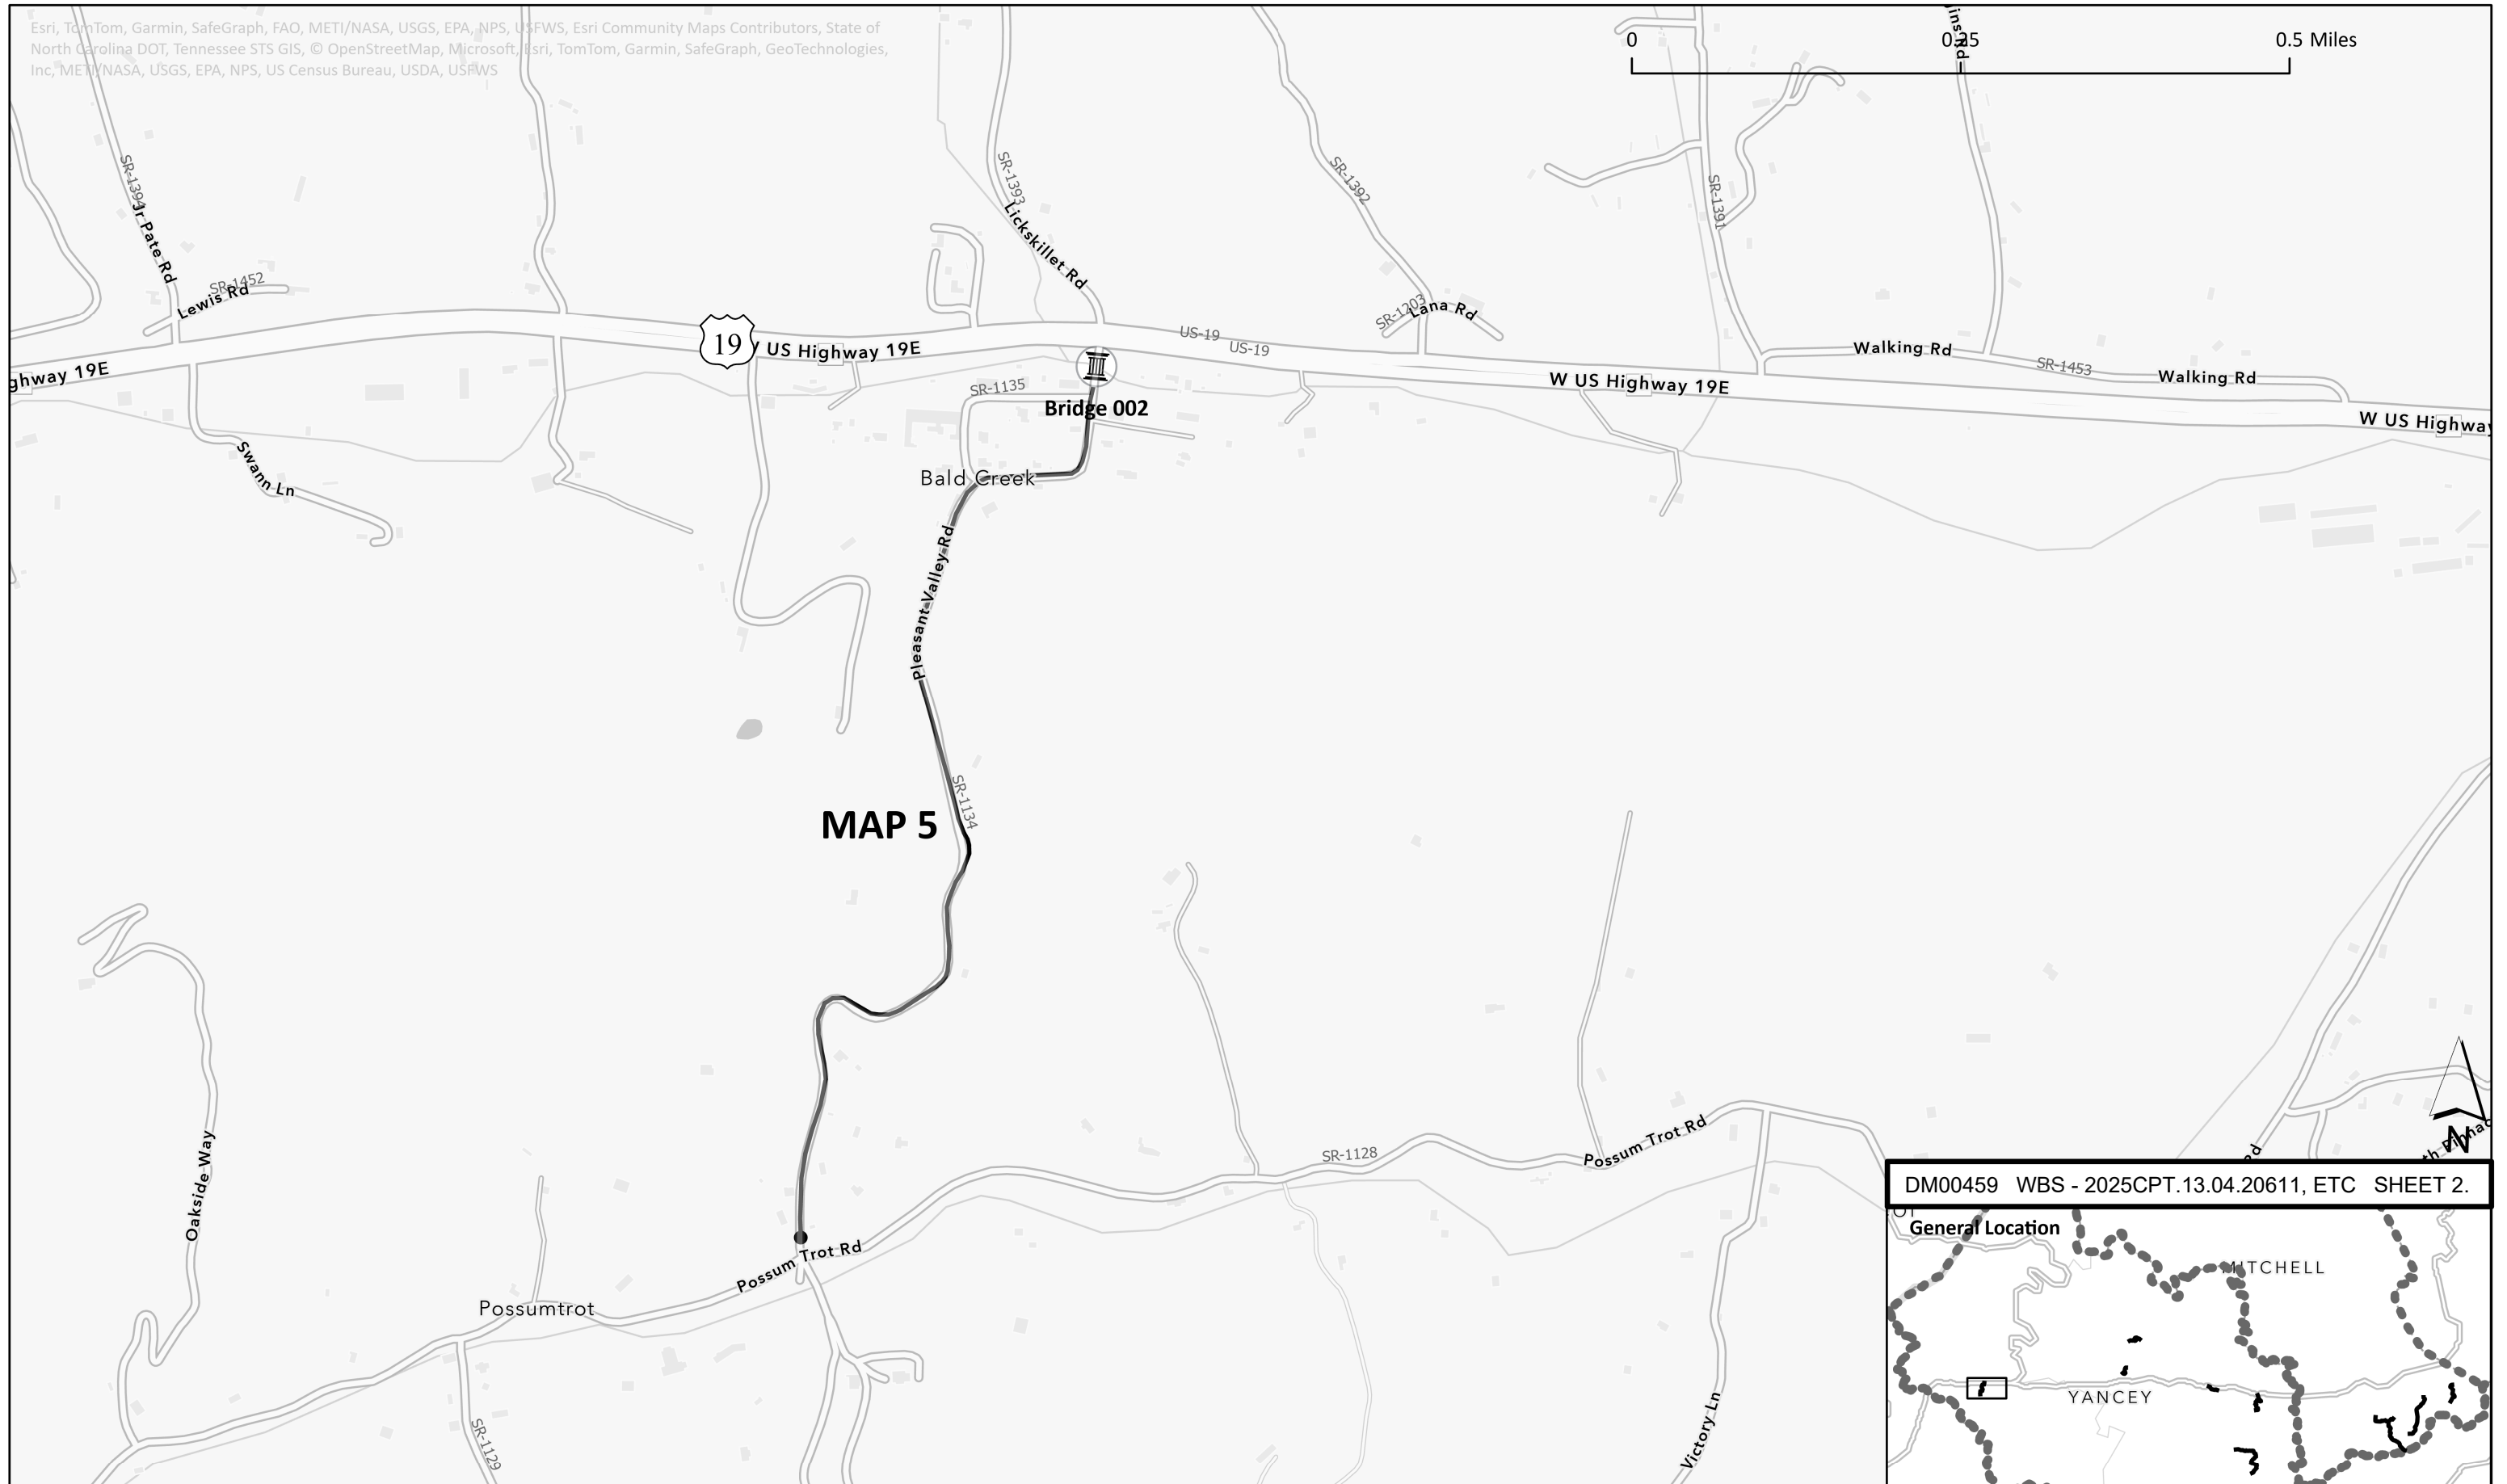 Esri, TomTom, Garmin, SafeGraph, FAO, METI/NASA, USGS, EPA, NPS, USFWS, Esri Community Maps Contributors, State of
North Carolina DOT, Tennessee STS GIS, © OpenStreetMap, Microsoft, Esri, TomTom, Garmin, SafeGraph, GeoTechnologies,
Inc, METI/NASA, USGS, EPA, NPS, US Census Bureau, USDA, USFWS
0 0.25 0.5 Miles
SR-1394
Jr Pate Rd
SR-1452
Lewis Rd
SR-1393
Lickskillet Rd
SR-1392
SR-1203
Lana Rd
SR-1391
19
US Highway 19E
ghway 19E
US-19
US-19
W US Highway 19E
Walking Rd
SR-1453
Walking Rd
W US Highway
SR-1135
Bridge 002
Swann Ln
Bald Creek
Pleasant Valley Rd
SR-1134
MAP 5
Oakside Way
SR-1128
Possum Trot Rd
Possum Trot Rd
Possumtrot
SR-1129
Victory Ln
Rd
N
DM00459 WBS - 2025CPT.13.04.20611, ETC SHEET 2.
General Location
MITCHELL
YANCEY